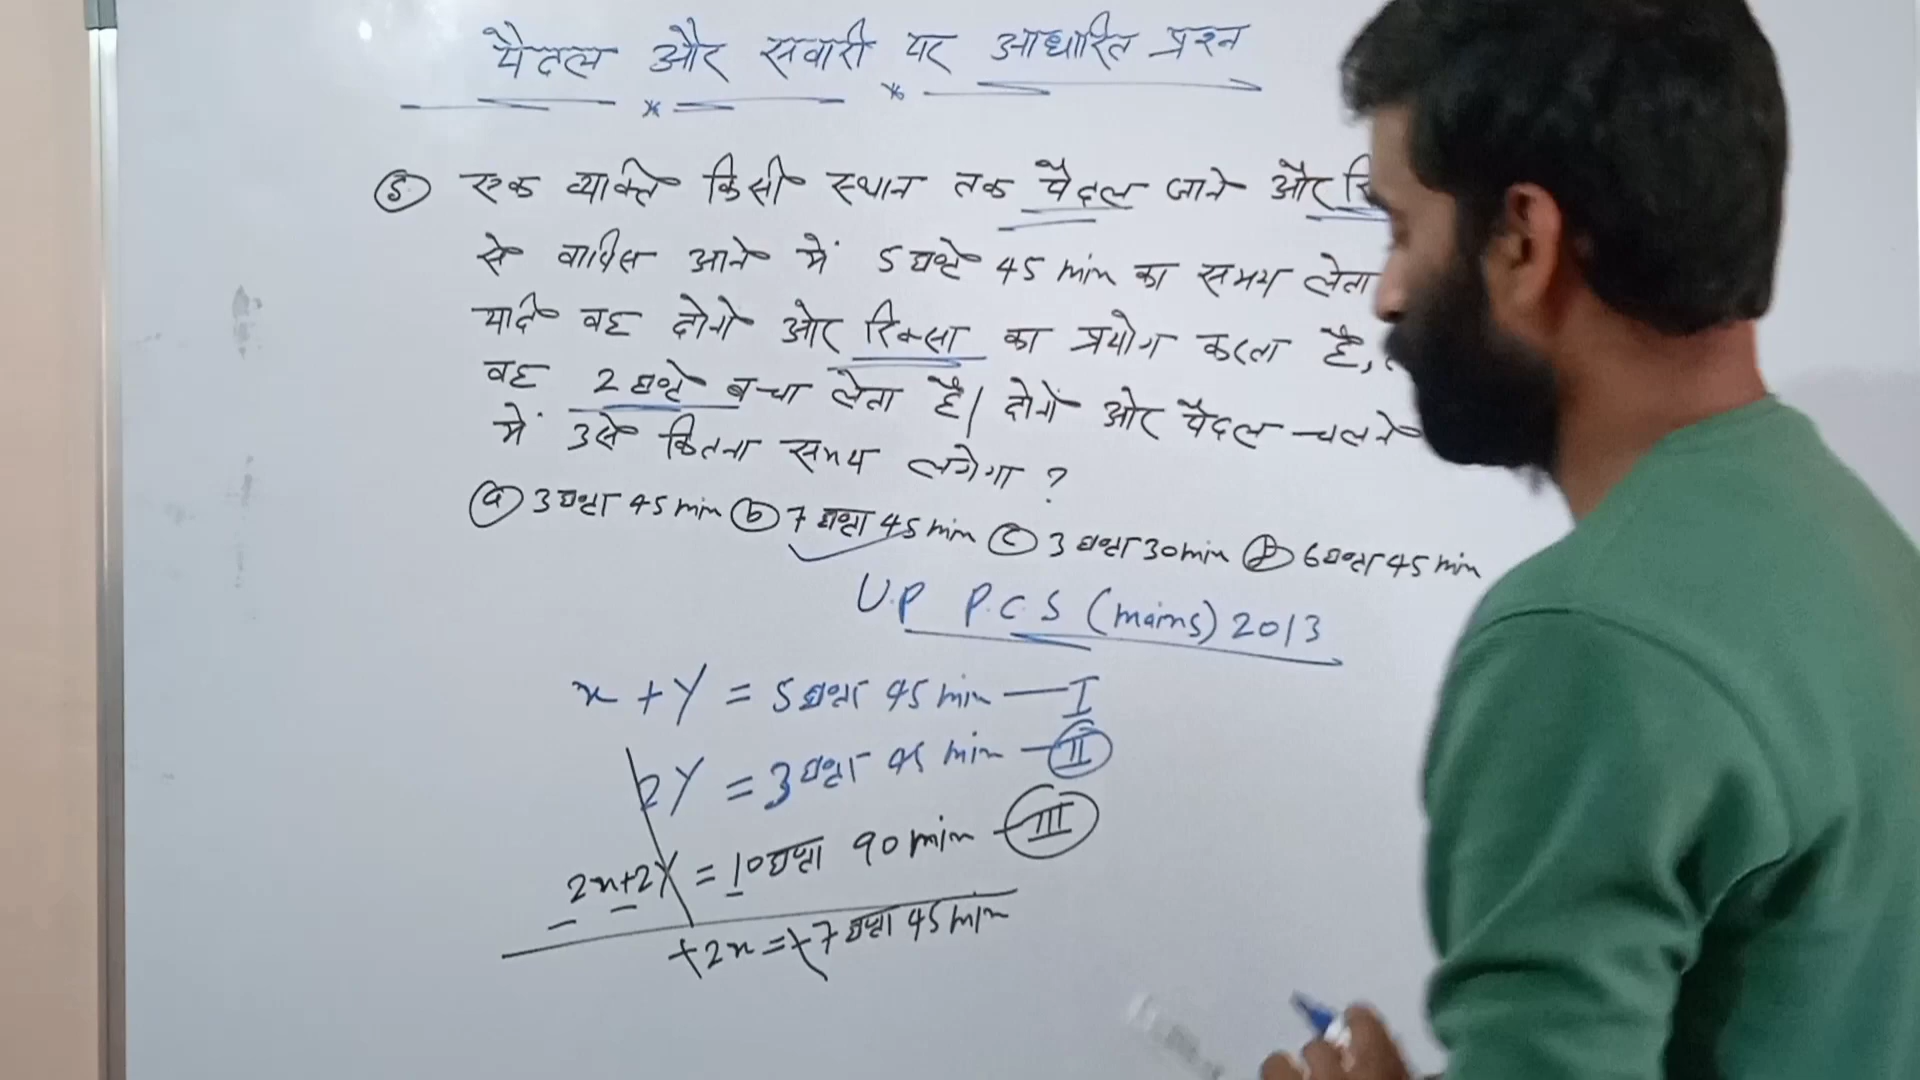 पैदल और सवारी पर आधारित प्रश्न
⑤ एक व्यक्ति किसी स्थान तक पैदल जाने और
से वापिस आने में 5 घण्टे 45 min का समय लेता
यदि वह दोनो ओर रिक्सा का प्रयोग करता है,
वह 2 घण्टे बचा लेता है| दोनों ओर पैदल चलने
में उसे कितना समय लगेगा ?
ⓐ 3 घण्टा 45 min ⓑ 7 घण्टा 45 min ⓒ 3 घण्टा 30 min ⓓ 6 घण्टा 45 min
U.P P.C.S (mains) 2013
x + y = 5 घण्टा 45 min — I
2y = 3 घण्टा 45 min — II
2x+2y = 10 घण्टा 90 min — III
+2x = +7 घण्टा 45 min